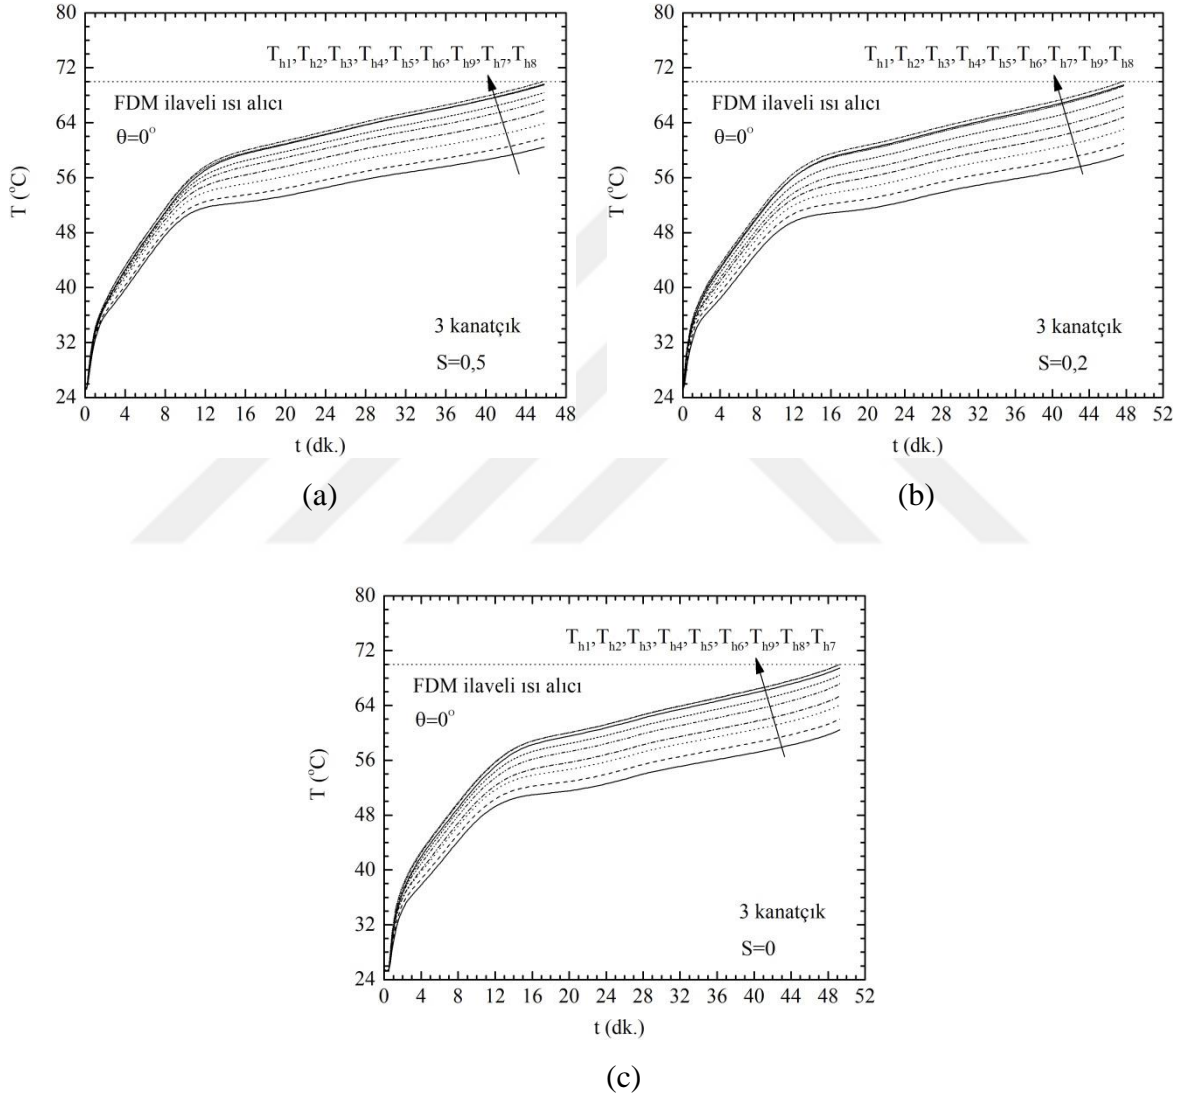 80
72
64
56
48
40
32
24
T (°C)
T_h1,T_h2,T_h3,T_h4,T_h5,T_h6,T_h9,T_h7,T_h8
FDM ilaveli ısı alıcı
θ=0°
3 kanatçık
S=0,5
0 4 8 12 16 20 24 28 32 36 40 44 48
t (dk.)
(a)
80
72
64
56
48
40
32
24
T (°C)
T_h1,T_h2,T_h3,T_h4,T_h5,T_h6,T_h7,T_h9,T_h8
FDM ilaveli ısı alıcı
θ=0°
3 kanatçık
S=0,2
0 4 8 12 16 20 24 28 32 36 40 44 48 52
t (dk.)
(b)
80
72
64
56
48
40
32
24
T (°C)
T_h1,T_h2,T_h3,T_h4,T_h5,T_h6,T_h9,T_h8,T_h7
FDM ilaveli ısı alıcı
θ=0°
3 kanatçık
S=0
0 4 8 12 16 20 24 28 32 36 40 44 48 52
t (dk.)
(c)